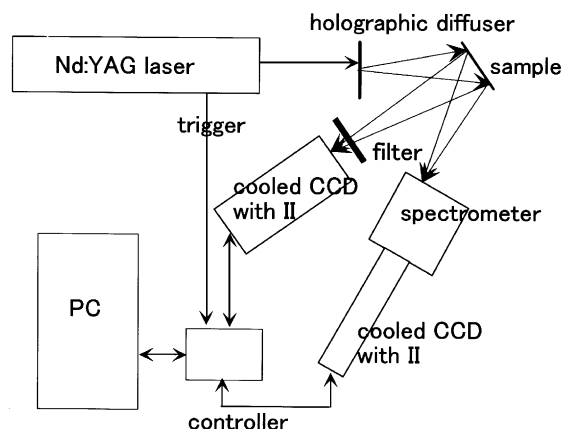 holographic diffuser
Nd:YAG laser
sample
trigger
filter
cooled CCD
with II
spectrometer
PC
cooled CCD
with II
controller